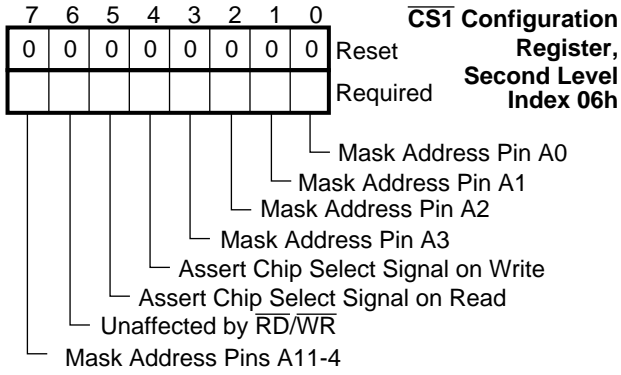 7 6 5 4 3 2 1 0
0 0 0 0 0 0 0 0 Reset
Required
C̅S̅1̅ Configuration
Register,
Second Level
Index 06h
Mask Address Pin A0
Mask Address Pin A1
Mask Address Pin A2
Mask Address Pin A3
Assert Chip Select Signal on Write
Assert Chip Select Signal on Read
Unaffected by R̅D̅/W̅R̅
Mask Address Pins A11-4